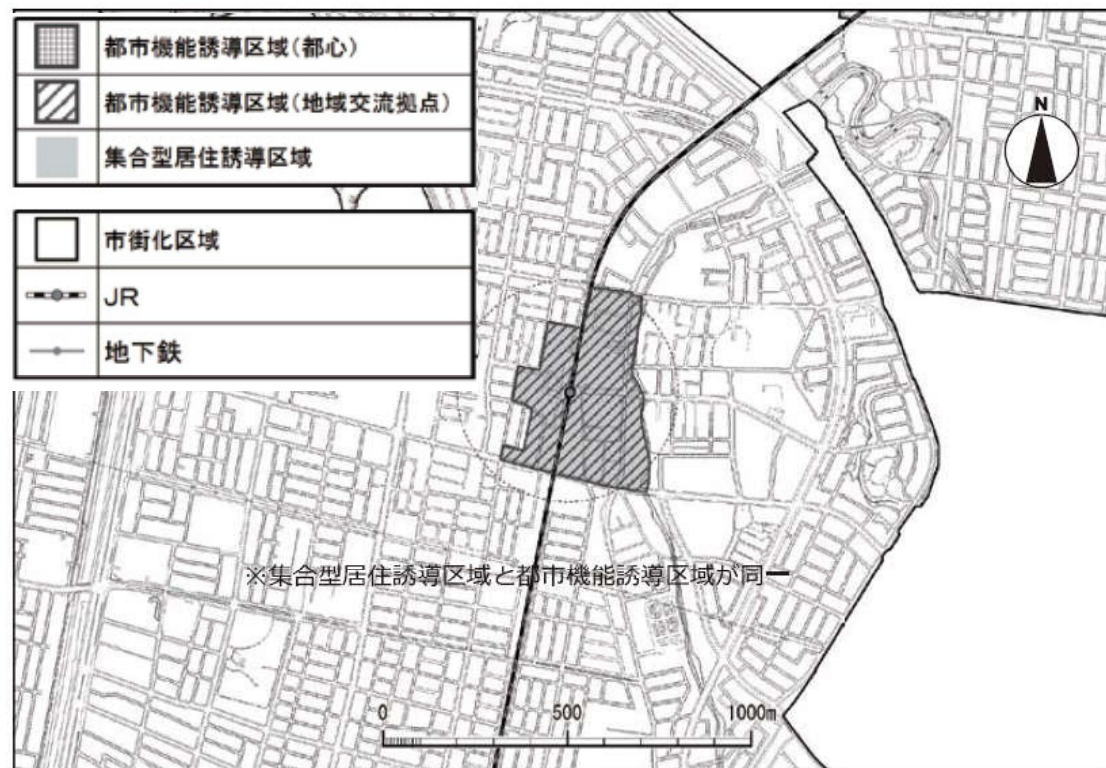 都市機能誘導区域(都心)
都市機能誘導区域(地域交流拠点)
集合型居住誘導区域
市街化区域
JR
地下鉄
N
※集合型居住誘導区域と都市機能誘導区域が同一
0 500 1000m